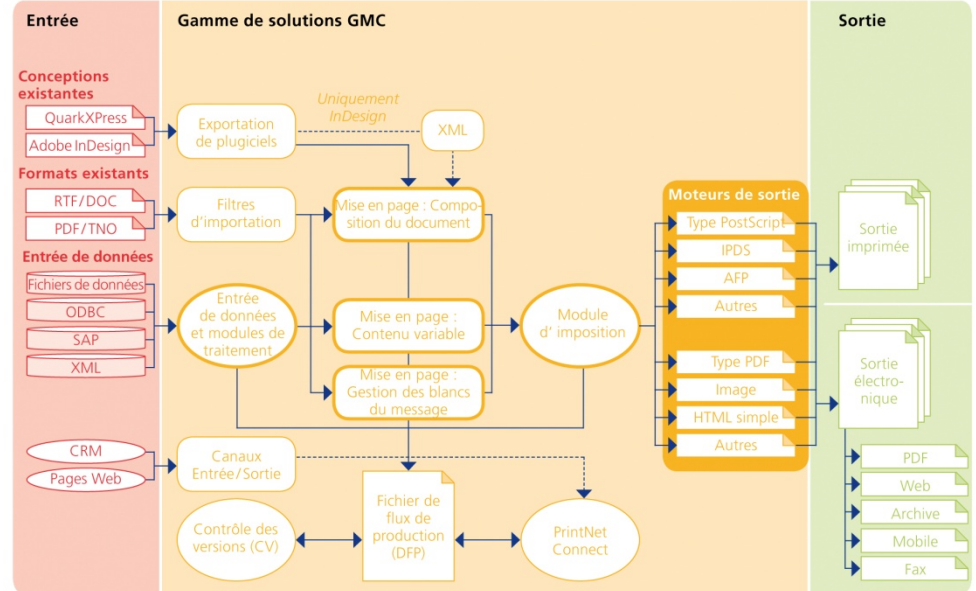 Entrée
Gamme de solutions GMC
Sortie
Conceptions
existantes
QuarkXPress
Adobe InDesign
Formats existants
RTF/DOC
PDF/TNO
Entrée de données
Fichiers de données
ODBC
SAP
XML
CRM
Pages Web
Exportation
de plugiciels
Uniquement
InDesign
XML
Filtres
d'importation
Mise en page : Compo-
sition du document
Entrée
de données
et modules de
traitement
Mise en page :
Contenu variable
Mise en page :
Gestion des blancs
du message
Module
d' imposition
Canaux
Entrée/Sortie
Contrôle des
versions (CV)
Fichier de
flux de
production
(DFP)
PrintNet
Connect
Moteurs de sortie
Type PostScript
IPDS
AFP
Autres
Type PDF
Image
HTML simple
Autres
Sortie
imprimée
Sortie
électro-
nique
PDF
Web
Archive
Mobile
Fax